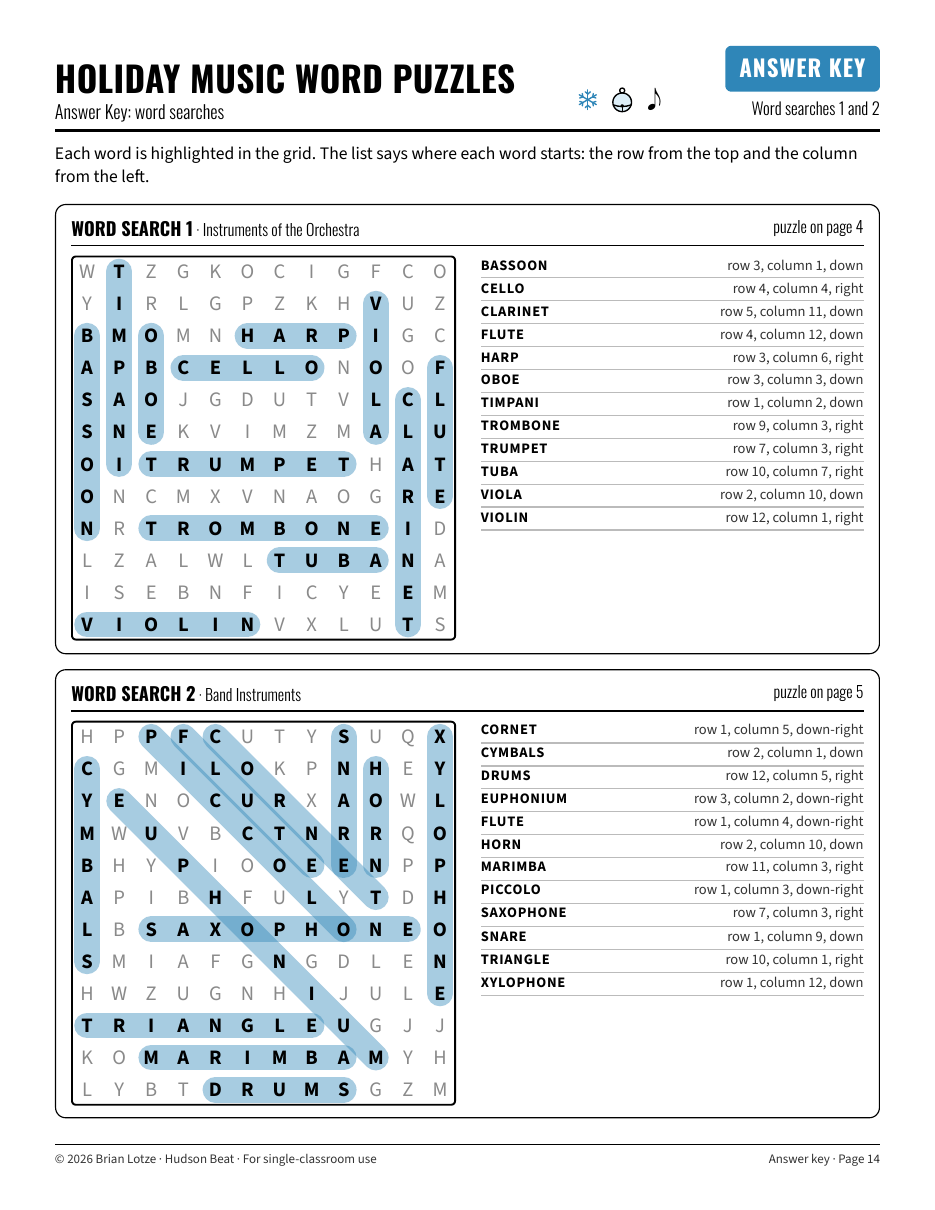 HOLIDAY MUSIC WORD PUZZLES
ANSWER KEY
Answer Key: word searches
Word searches 1 and 2
Each word is highlighted in the grid. The list says where each word starts: the row from the top and the column
from the left.
WORD SEARCH 1 · Instruments of the Orchestra
puzzle on page 4
W T Z G K O C I G F C O
Y I R L G P Z K H V U Z
B M O M N H A R P I G C
A P B C E L L O N O O F
S A O J G D U T V L C L
S N E K V I M Z M A L U
O I T R U M P E T H A T
O N C M X V N A O G R E
N R T R O M B O N E I D
L Z A L W L T U B A N A
I S E B N F I C Y E E M
V I O L I N V X L U T S
BASSOON row 3, column 1, down
CELLO row 4, column 4, right
CLARINET row 5, column 11, down
FLUTE row 4, column 12, down
HARP row 3, column 6, right
OBOE row 3, column 3, down
TIMPANI row 1, column 2, down
TROMBONE row 9, column 3, right
TRUMPET row 7, column 3, right
TUBA row 10, column 7, right
VIOLA row 2, column 10, down
VIOLIN row 12, column 1, right
WORD SEARCH 2 · Band Instruments
puzzle on page 5
H P P F C U T Y S U Q X
C G M I L O K P N H E Y
Y E N O C U R X A O W L
M W U V B C T N R R Q O
B H Y P I O O E E N P P
A P I B H F U L Y T D H
L B S A X O P H O N E O
S M I A F G N G D L E N
H W Z U G N H I J U L E
T R I A N G L E U G J J
K O M A R I M B A M Y H
L Y B T D R U M S G Z M
CORNET row 1, column 5, down-right
CYMBALS row 2, column 1, down
DRUMS row 12, column 5, right
EUPHONIUM row 3, column 2, down-right
FLUTE row 1, column 4, down-right
HORN row 2, column 10, down
MARIMBA row 11, column 3, right
PICCOLO row 1, column 3, down-right
SAXOPHONE row 7, column 3, right
SNARE row 1, column 9, down
TRIANGLE row 10, column 1, right
XYLOPHONE row 1, column 12, down
© 2026 Brian Lotze · Hudson Beat · For single-classroom use
Answer key · Page 14